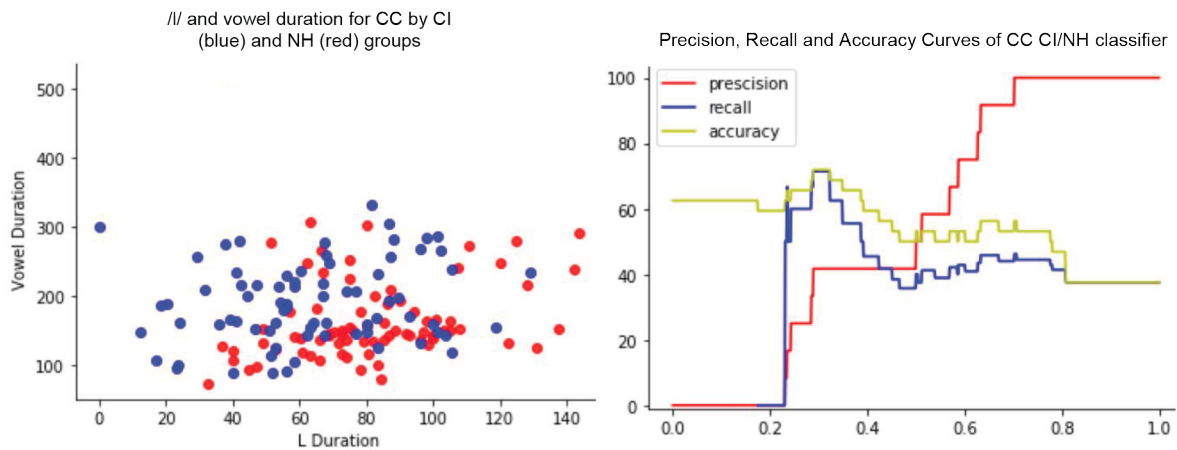 /l/ and vowel duration for CC by CI
(blue) and NH (red) groups
500
400
300
200
100
Vowel Duration
0 20 40 60 80 100 120 140
L Duration
Precision, Recall and Accuracy Curves of CC CI/NH classifier
prescision
recall
accuracy
100
80
60
40
20
0
0.0 0.2 0.4 0.6 0.8 1.0